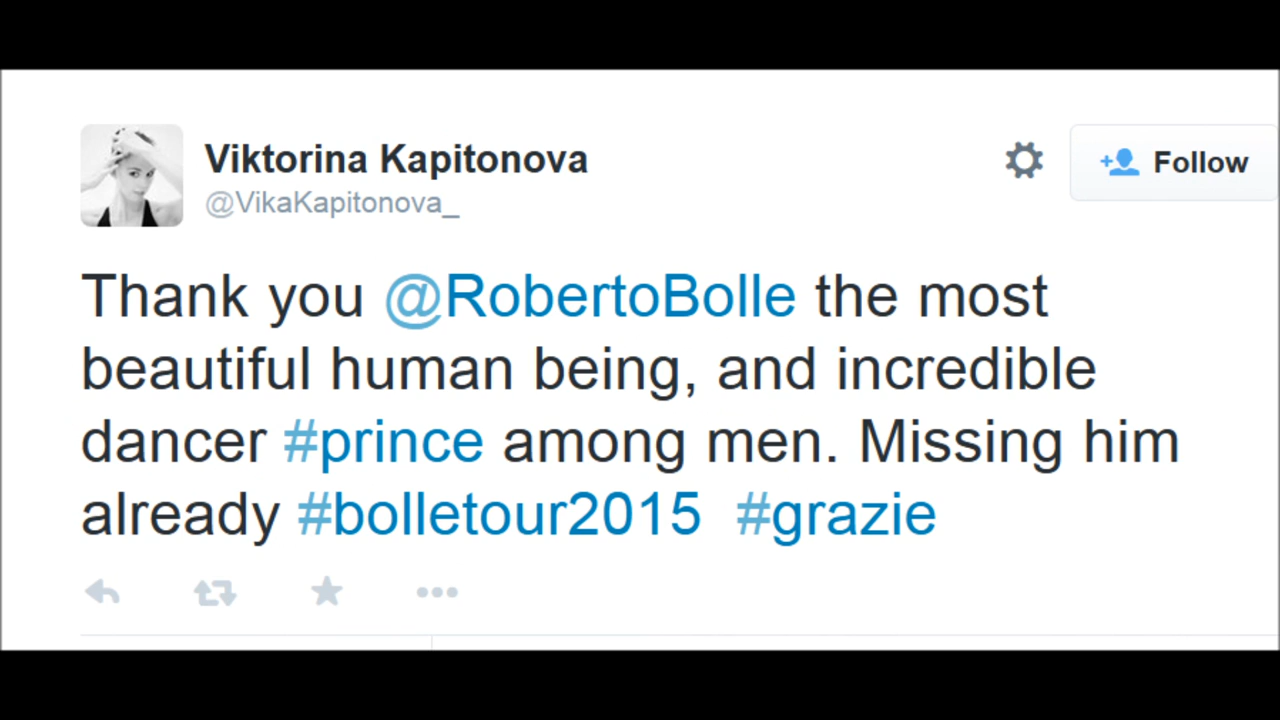 Viktorina Kapitonova
@VikaKapitonova_
Follow
Thank you @RobertoBolle the most
beautiful human being, and incredible
dancer #prince among men. Missing him
already #bolletour2015 #grazie